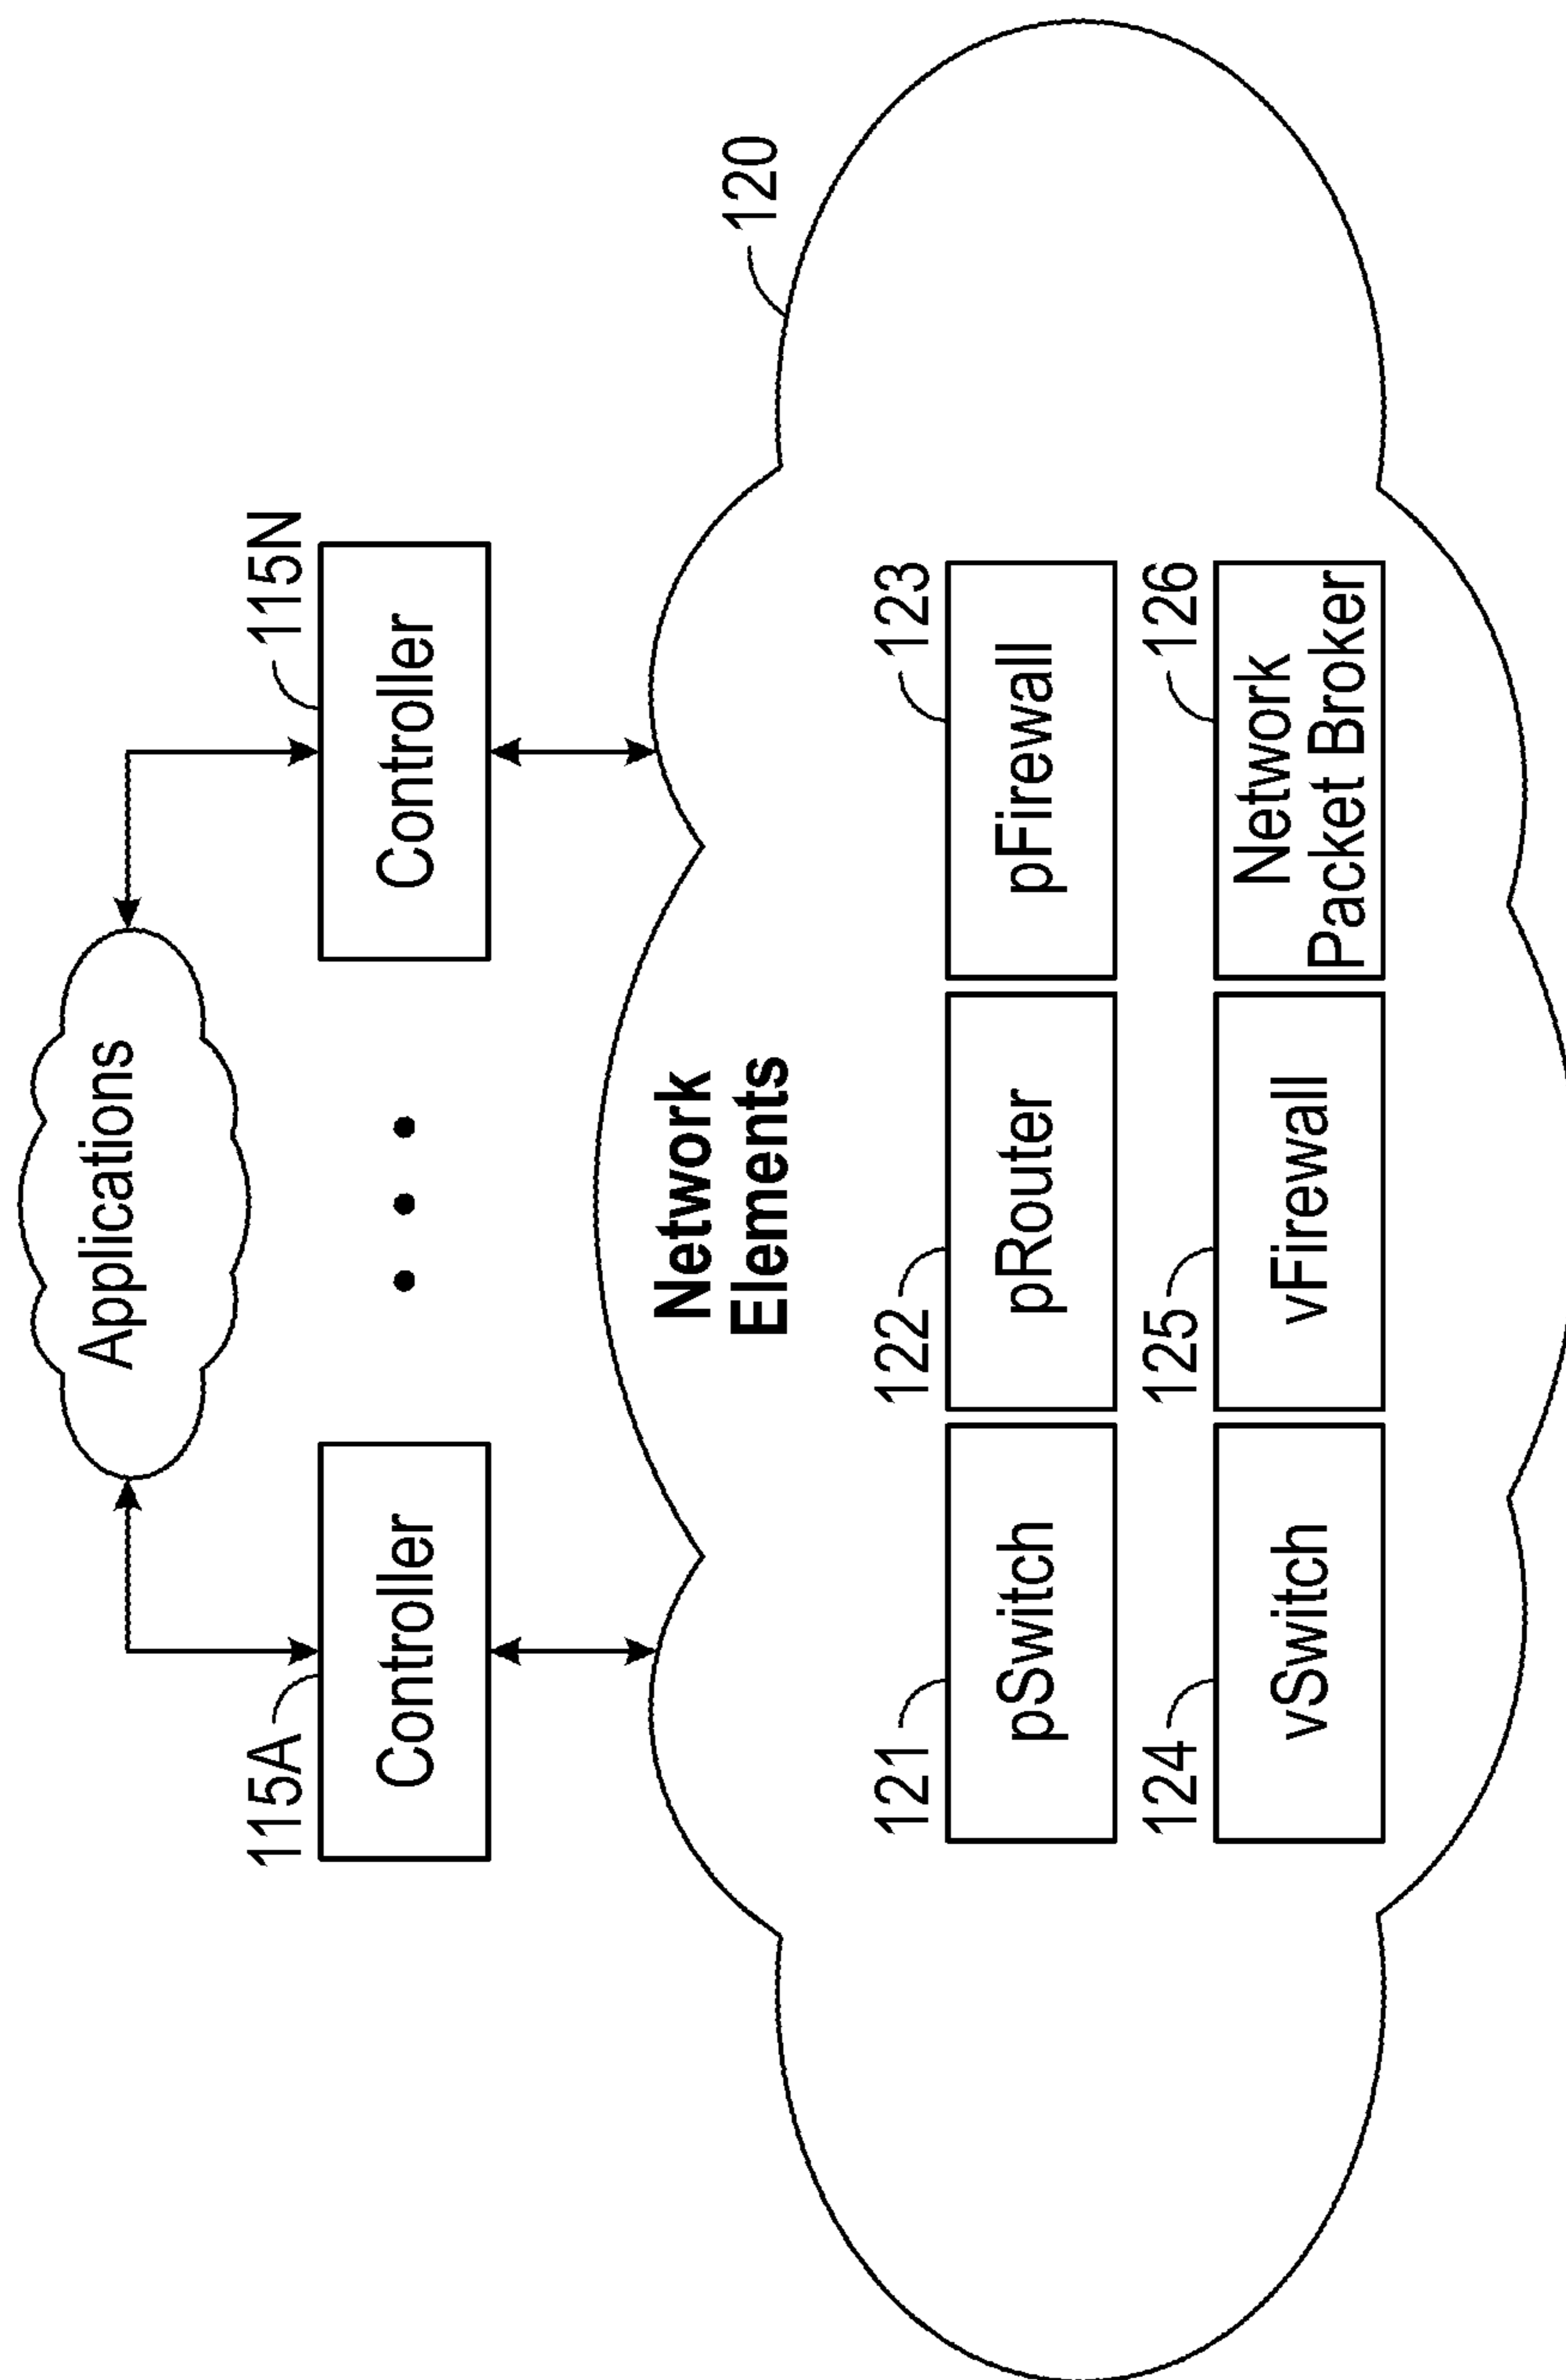 Applications
115A
115N
Controller
Controller
Network
Elements
120
121
122
123
pSwitch
pRouter
pFirewall
124
125
126
vSwitch
vFirewall
Network
Packet Broker